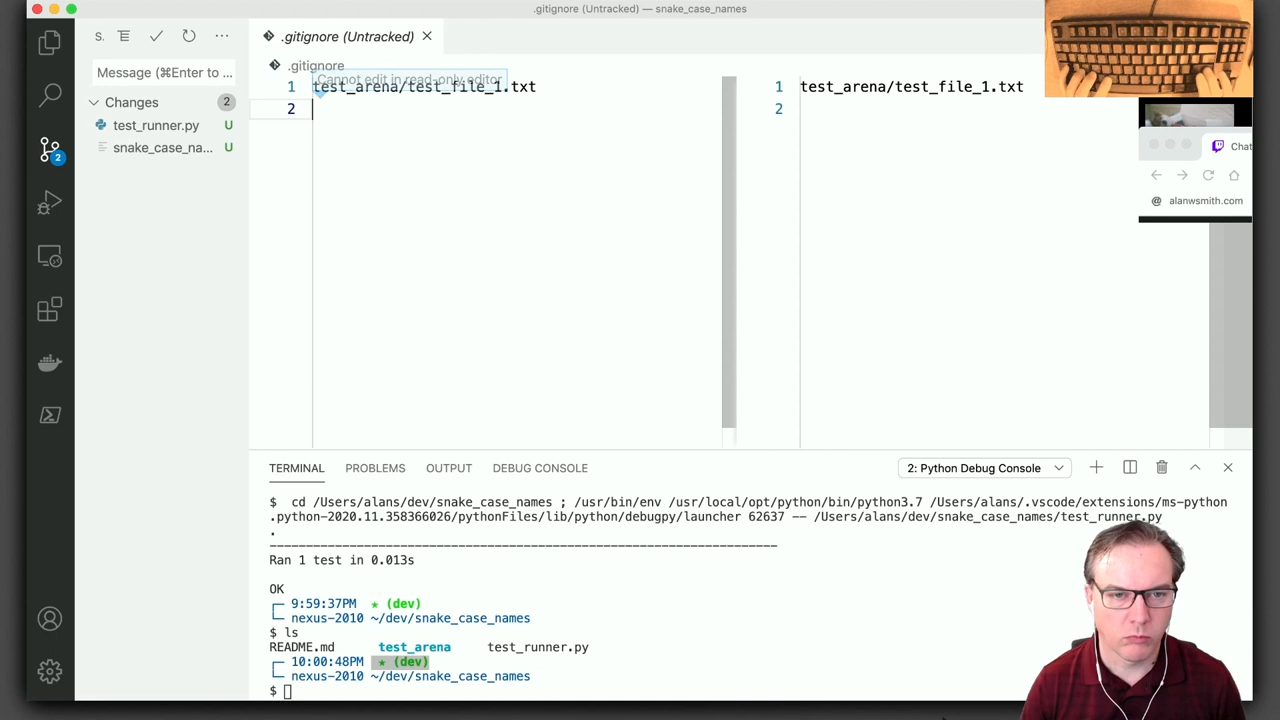 .gitignore (Untracked) — snake_case_names
S.
.gitignore (Untracked)
Message (⌘Enter to ...
Changes 2
test_runner.py U
snake_case_na... U
2
.gitignore
Cannot edit in read-only editor
1 test_arena/test_file_1.txt
2
1 test_arena/test_file_1.txt
2
Chat
@ alanwsmith.com
TERMINAL PROBLEMS OUTPUT DEBUG CONSOLE 2: Python Debug Console
$ cd /Users/alans/dev/snake_case_names ; /usr/bin/env /usr/local/opt/python/bin/python3.7 /Users/alans/.vscode/extensions/ms-python
.python-2020.11.358366026/pythonFiles/lib/python/debugpy/launcher 62637 -- /Users/alans/dev/snake_case_names/test_runner.py
.
----------------------------------------------------------------------
Ran 1 test in 0.013s
OK
9:59:37PM ★ (dev)
nexus-2010 ~/dev/snake_case_names
$ ls
README.md test_arena test_runner.py
10:00:48PM ★ (dev)
nexus-2010 ~/dev/snake_case_names
$